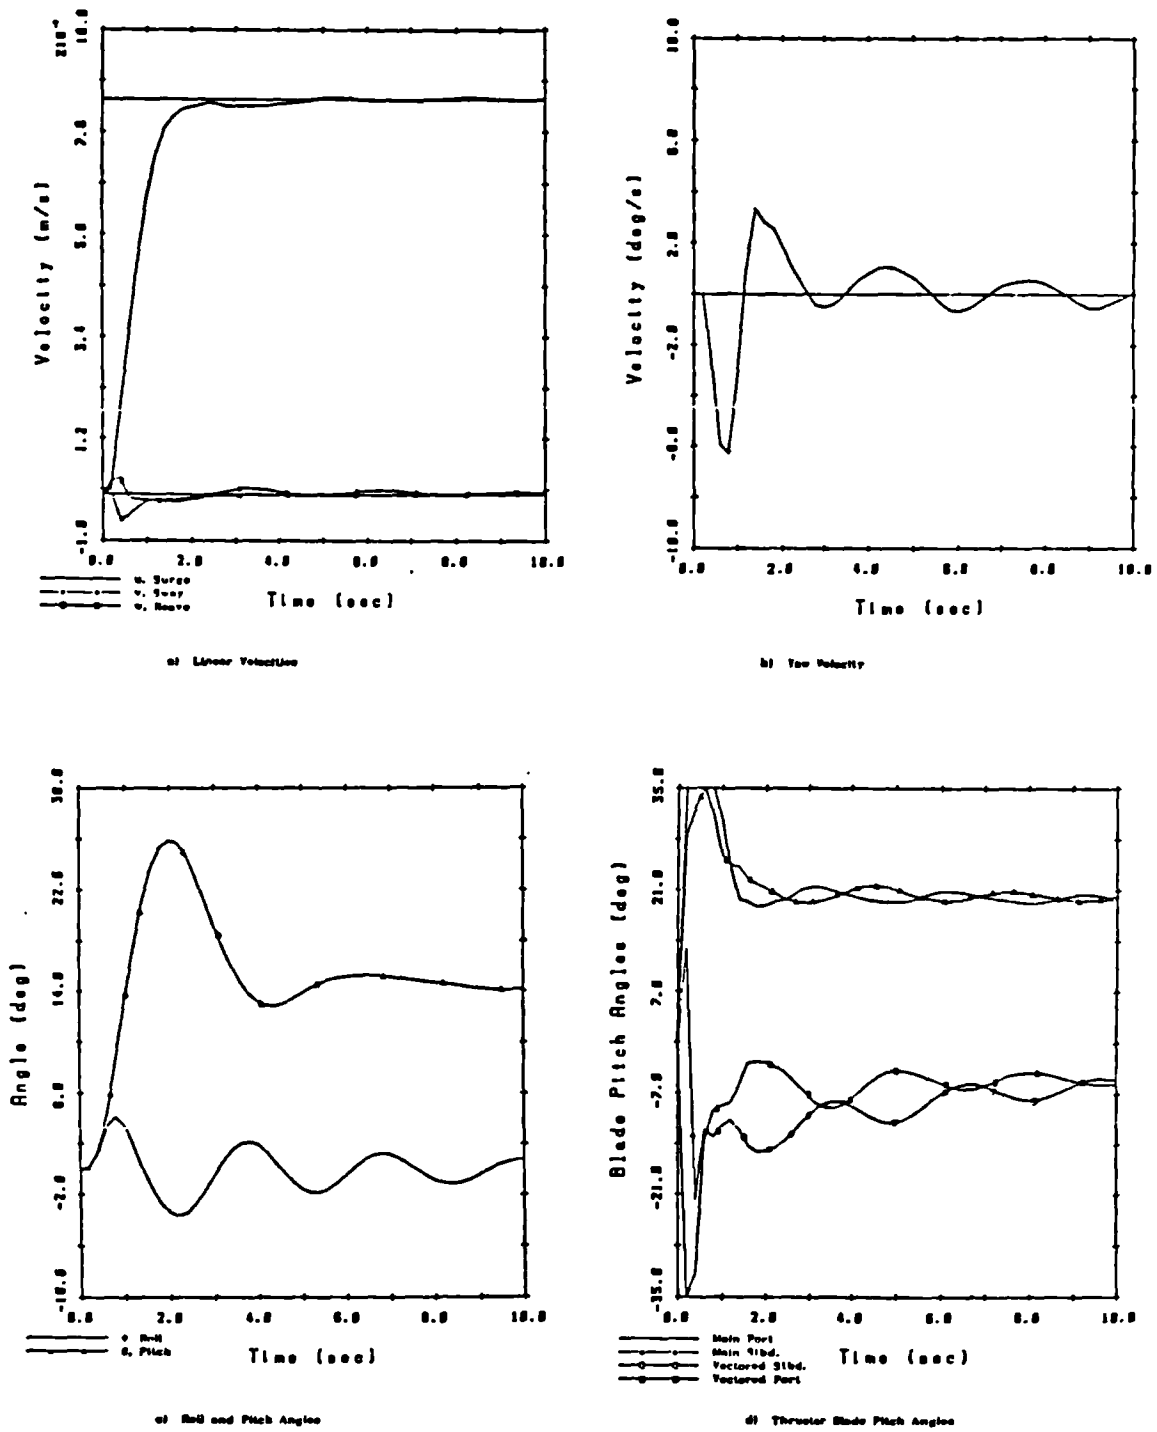 10.0
7.8
5.6
3.4
1.2
-1.0
Velocity (m/s)
0.0 2.0 4.0 6.0 8.0 10.0
u, Surge
v, Sway
w, Heave
Time (sec)
a) Linear Velocities
10.0
6.0
2.0
-2.0
-6.0
-10.0
Velocity (deg/s)
0.0 2.0 4.0 6.0 8.0 10.0
Time (sec)
b) Yaw Velocity
30.0
22.0
14.0
6.0
-2.0
-10.0
Angle (deg)
0.0 2.0 4.0 6.0 8.0 10.0
Roll
θ, Pitch
Time (sec)
c) Roll and Pitch Angles
35.0
21.0
7.0
-7.0
-21.0
-35.0
Blade Pitch Angles (deg)
0.0 2.0 4.0 6.0 8.0 10.0
Main Port
Main Stbd.
Vectored Stbd.
Vectored Port
Time (sec)
d) Thruster Blade Pitch Angles